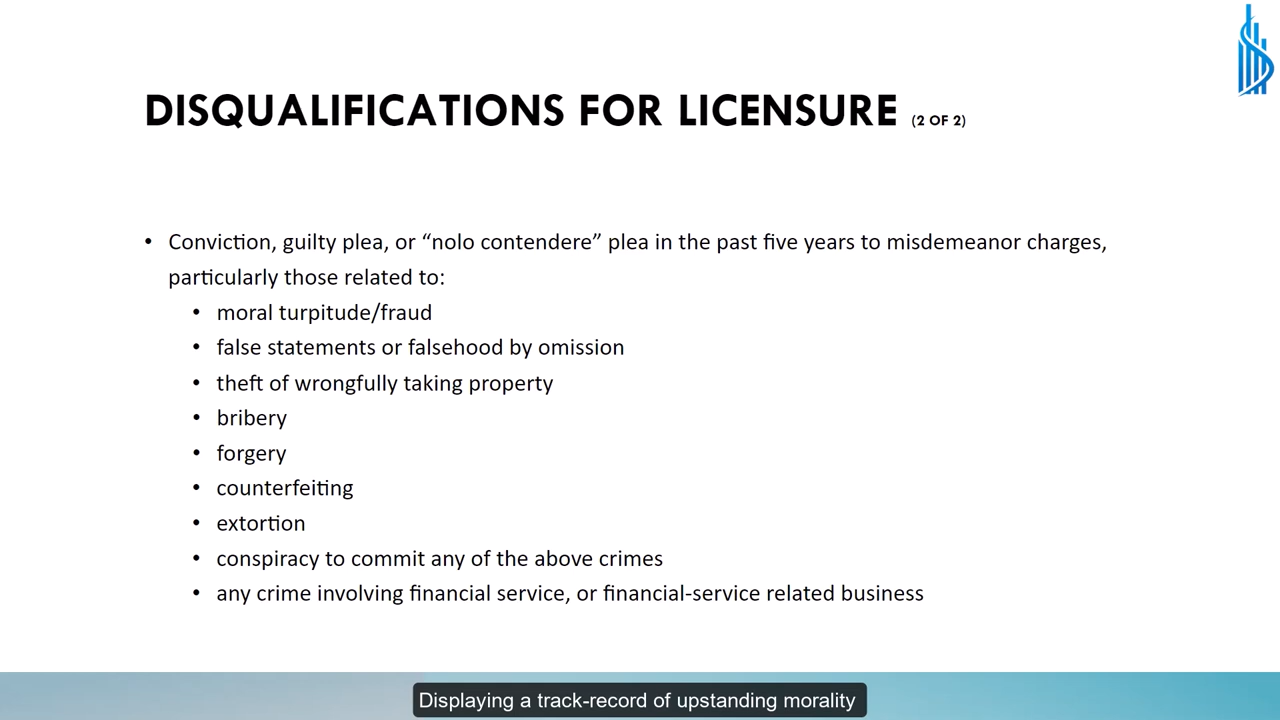 DISQUALIFICATIONS FOR LICENSURE (2 OF 2)
• Conviction, guilty plea, or “nolo contendere” plea in the past five years to misdemeanor charges,
particularly those related to:
• moral turpitude/fraud
• false statements or falsehood by omission
• theft of wrongfully taking property
• bribery
• forgery
• counterfeiting
• extortion
• conspiracy to commit any of the above crimes
• any crime involving financial service, or financial-service related business
Displaying a track-record of upstanding morality